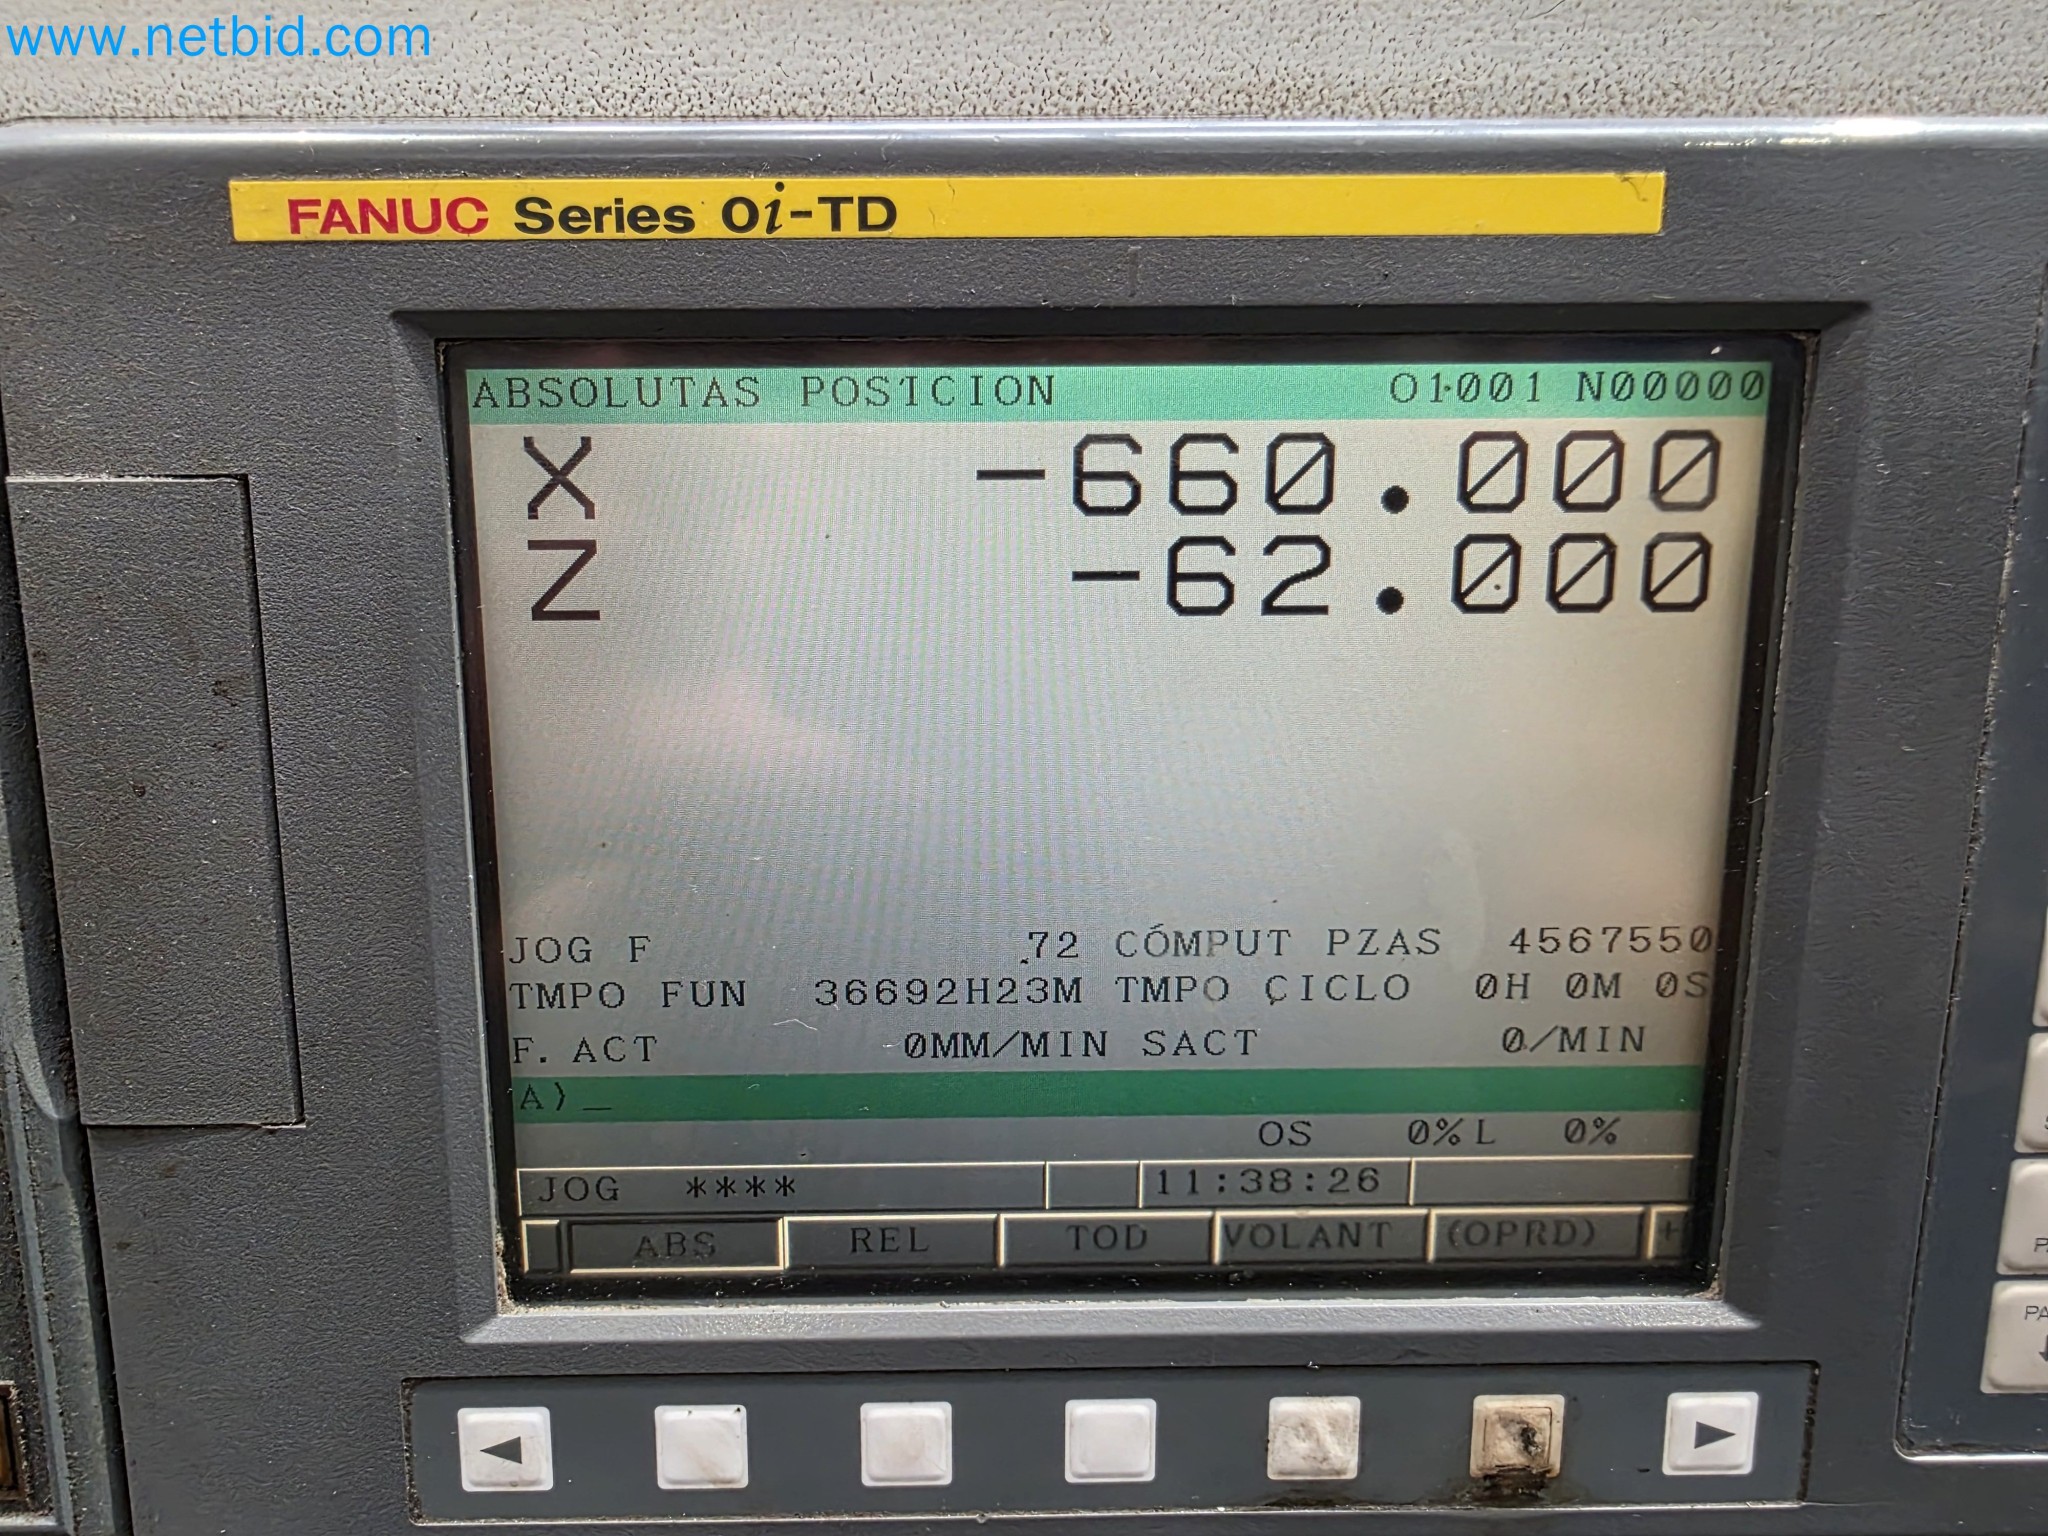 www.netbid.com
FANUC Series 0i-TD
ABSOLUTAS POSICION O1001 N00000
X -660.000
Z -62.000
JOG F 72 CÓMPUT PZAS 4567550
TMPO FUN 36692H23M TMPO CICLO 0H 0M 0S
F. ACT 0MM/MIN SACT 0/MIN
A)_
OS 0% L 0%
JOG **** 11:38:26
ABS REL TOD VOLANT (OPRD) +